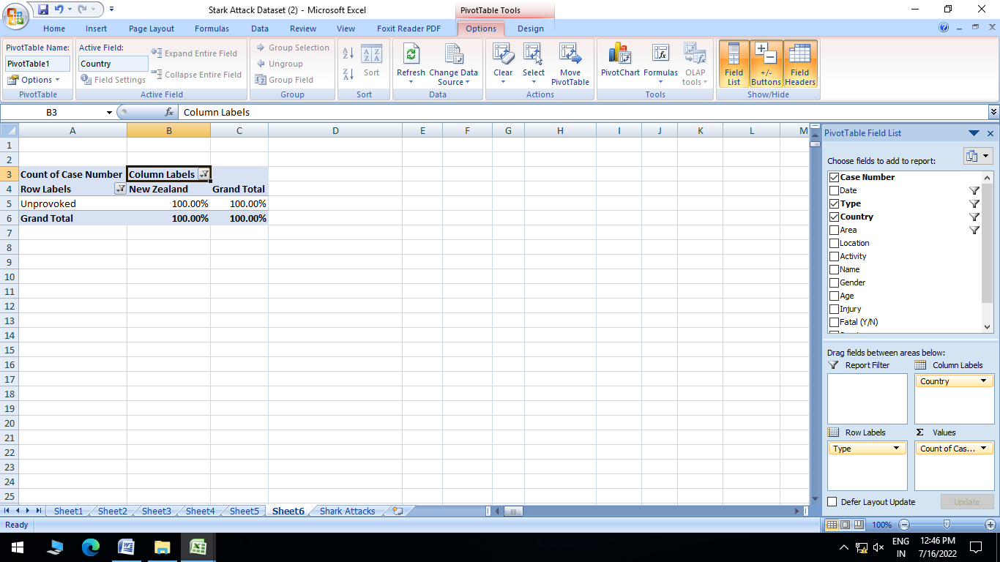 Stark Attack Dataset (2) - Microsoft Excel
PivotTable Tools
Home Insert Page Layout Formulas Data Review View Foxit Reader PDF Options Design
PivotTable Name:
PivotTable1
Options
PivotTable
Active Field:
Country
Field Settings
Expand Entire Field
Collapse Entire Field
Active Field
Group Selection
Ungroup
Group Field
Group
Sort
Sort
Refresh
Change Data
Source
Data
Clear
Select
Move
PivotTable
Actions
PivotChart
Formulas
OLAP
tools
Tools
Field
List
+/-
Buttons
Field
Headers
Show/Hide
B3
fx
Column Labels
A B C D E F G H I J K L M
1
2
3 Count of Case Number Column Labels
4 Row Labels New Zealand Grand Total
5 Unprovoked 100.00% 100.00%
6 Grand Total 100.00% 100.00%
7
8
9
10
11
12
13
14
15
16
17
18
19
20
21
22
23
24
25
PivotTable Field List
Choose fields to add to report:
Case Number
Date
Type
Country
Area
Location
Activity
Name
Gender
Age
Injury
Fatal (Y/N)
Drag fields between areas below:
Report Filter
Column Labels
Country
Row Labels
Σ Values
Type
Count of Cas...
Defer Layout Update
Update
Sheet1 Sheet2 Sheet3 Sheet4 Sheet5 Sheet6 Shark Attacks
Ready
100%
ENG
IN
12:46 PM
7/16/2022